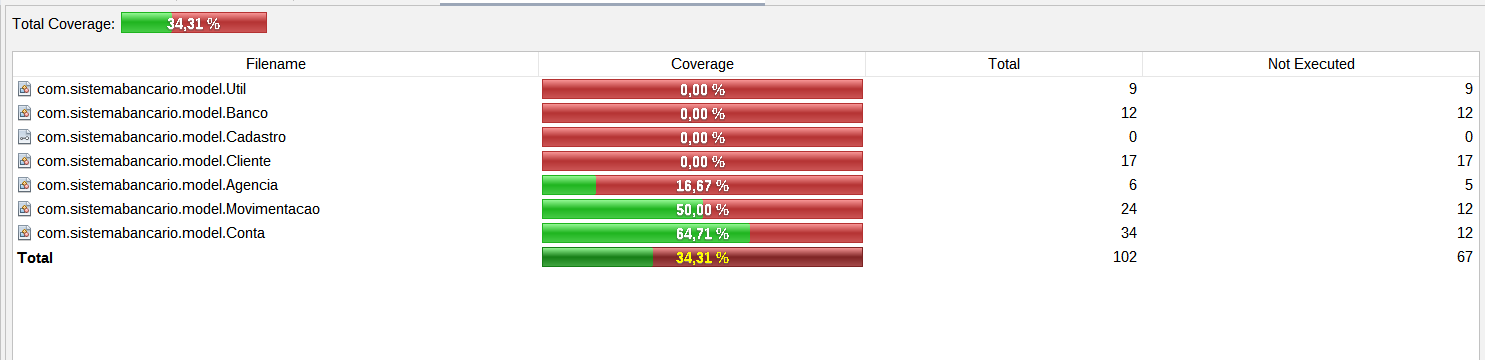 Total Coverage: 34,31 %
Filename Coverage Total Not Executed
com.sistemabancario.model.Util 0,00 % 9 9
com.sistemabancario.model.Banco 0,00 % 12 12
com.sistemabancario.model.Cadastro 0,00 % 0 0
com.sistemabancario.model.Cliente 0,00 % 17 17
com.sistemabancario.model.Agencia 16,67 % 6 5
com.sistemabancario.model.Movimentacao 50,00 % 24 12
com.sistemabancario.model.Conta 64,71 % 34 12
Total 34,31 % 102 67